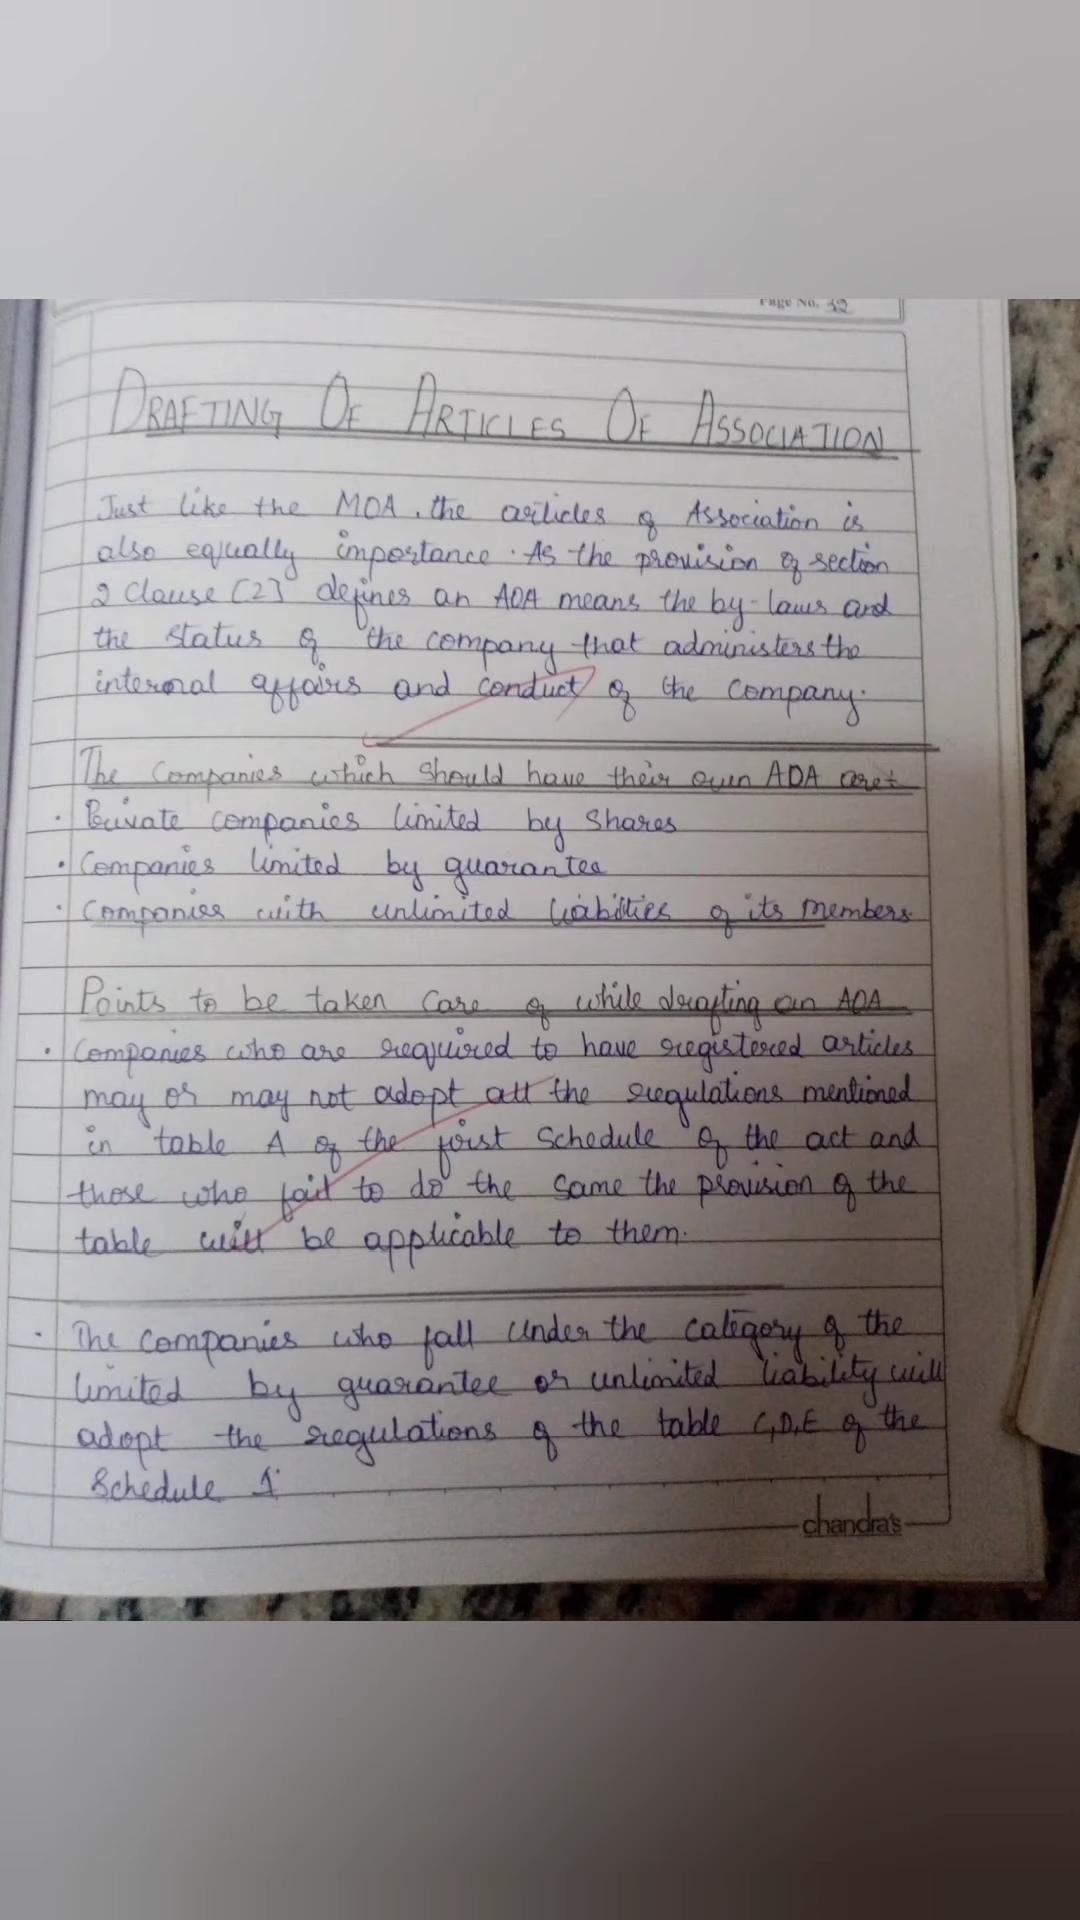 Page No. 32
DRAFTING OF ARTICLES OF ASSOCIATION
Just like the MOA, the articles of Association is
also equally importance. As the provision of section
2 Clause [2] defines an AOA means the by-laws and
the status of the company that administers the
internal affairs and conduct of the company.
The Companies which should have their own AOA are:
• Private companies limited by shares
• Companies limited by guarantee
• Companies with unlimited liabilities of its members.
Points to be taken care of while drafting an AOA
• Companies who are required to have registered articles
may or may not adopt all the regulations mentioned
in table A of the first Schedule of the act and
those who fail to do the same the provision of the
table will be applicable to them.
• The companies who fall under the category of the
limited by guarantee or unlimited liability will
adopt the regulations of the table C,D,E of the
Schedule 1.
chandra's